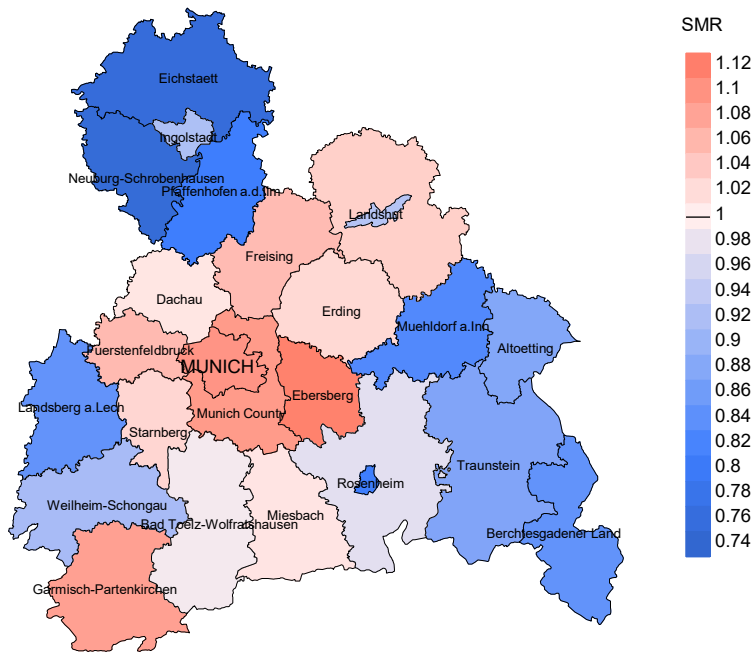 SMR
1.12
1.1
1.08
1.06
1.04
1.02
1
0.98
0.96
0.94
0.92
0.9
0.88
0.86
0.84
0.82
0.8
0.78
0.76
0.74
Eichstaett
Ingolstadt
Neuburg-Schrobenhausen
Pfaffenhofen a.d.Ilm
Landshut
Freising
Dachau
Erding
Muehldorf a.Inn
Altoetting
Fuerstenfeldbruck
MUNICH
Ebersberg
Landsberg a.Lech
Munich County
Starnberg
Traunstein
Rosenheim
Weilheim-Schongau
Miesbach
Bad Toelz-Wolfratshausen
Berchtesgadener Land
Garmisch-Partenkirchen